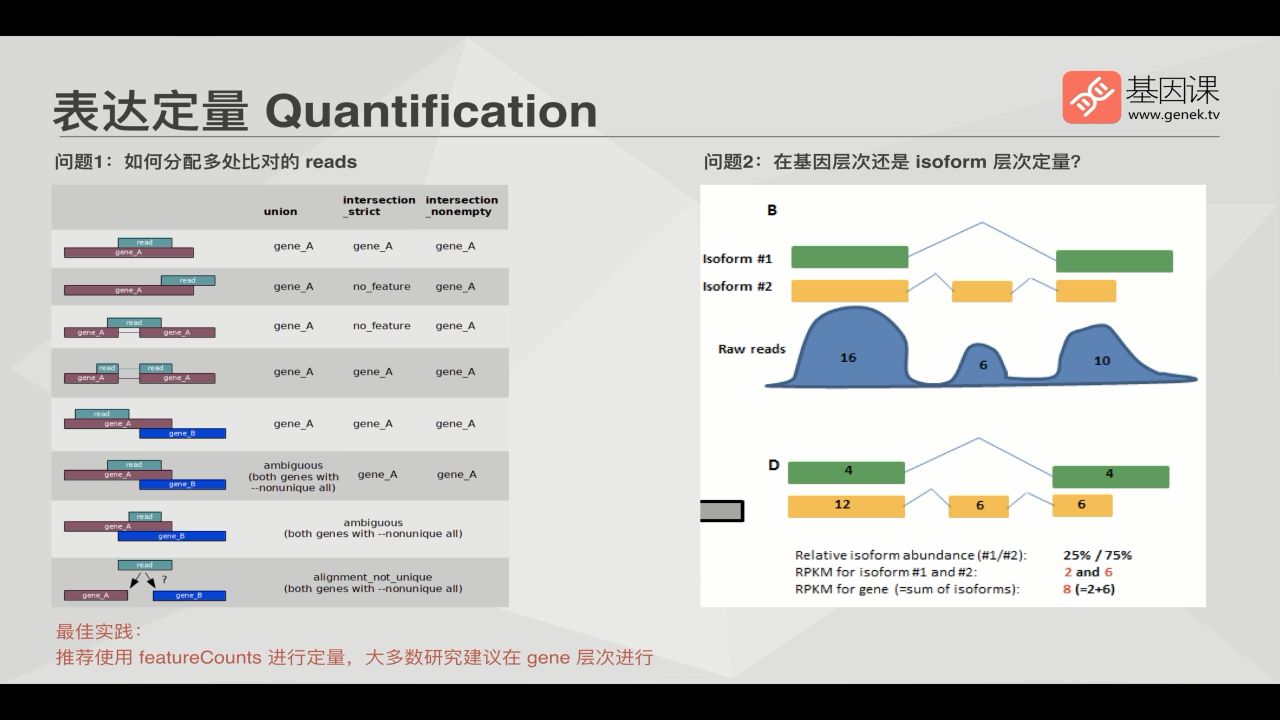 表达定量 Quantification
基因课
www.genek.tv
问题1：如何分配多处比对的 reads
union
intersection
_strict
intersection
_nonempty
read
gene_A
gene_A
gene_A
gene_A
read
gene_A
gene_A
no_feature
gene_A
read
gene_A
gene_A
gene_A
no_feature
gene_A
read
read
gene_A
gene_A
gene_A
gene_A
gene_A
read
gene_A
gene_B
gene_A
gene_A
gene_A
read
gene_A
gene_B
ambiguous
(both genes with
--nonunique all)
gene_A
gene_A
read
gene_A
gene_B
ambiguous
(both genes with --nonunique all)
read
?
gene_A
gene_B
alignment_not_unique
(both genes with --nonunique all)
问题2：在基因层次还是 isoform 层次定量?
B
Isoform #1
Isoform #2
Raw reads
16
6
10
D
4
4
12
6
6
Relative isoform abundance (#1/#2): 25% / 75%
RPKM for isoform #1 and #2: 2 and 6
RPKM for gene (=sum of isoforms): 8 (=2+6)
最佳实践：
推荐使用 featureCounts 进行定量，大多数研究建议在 gene 层次进行